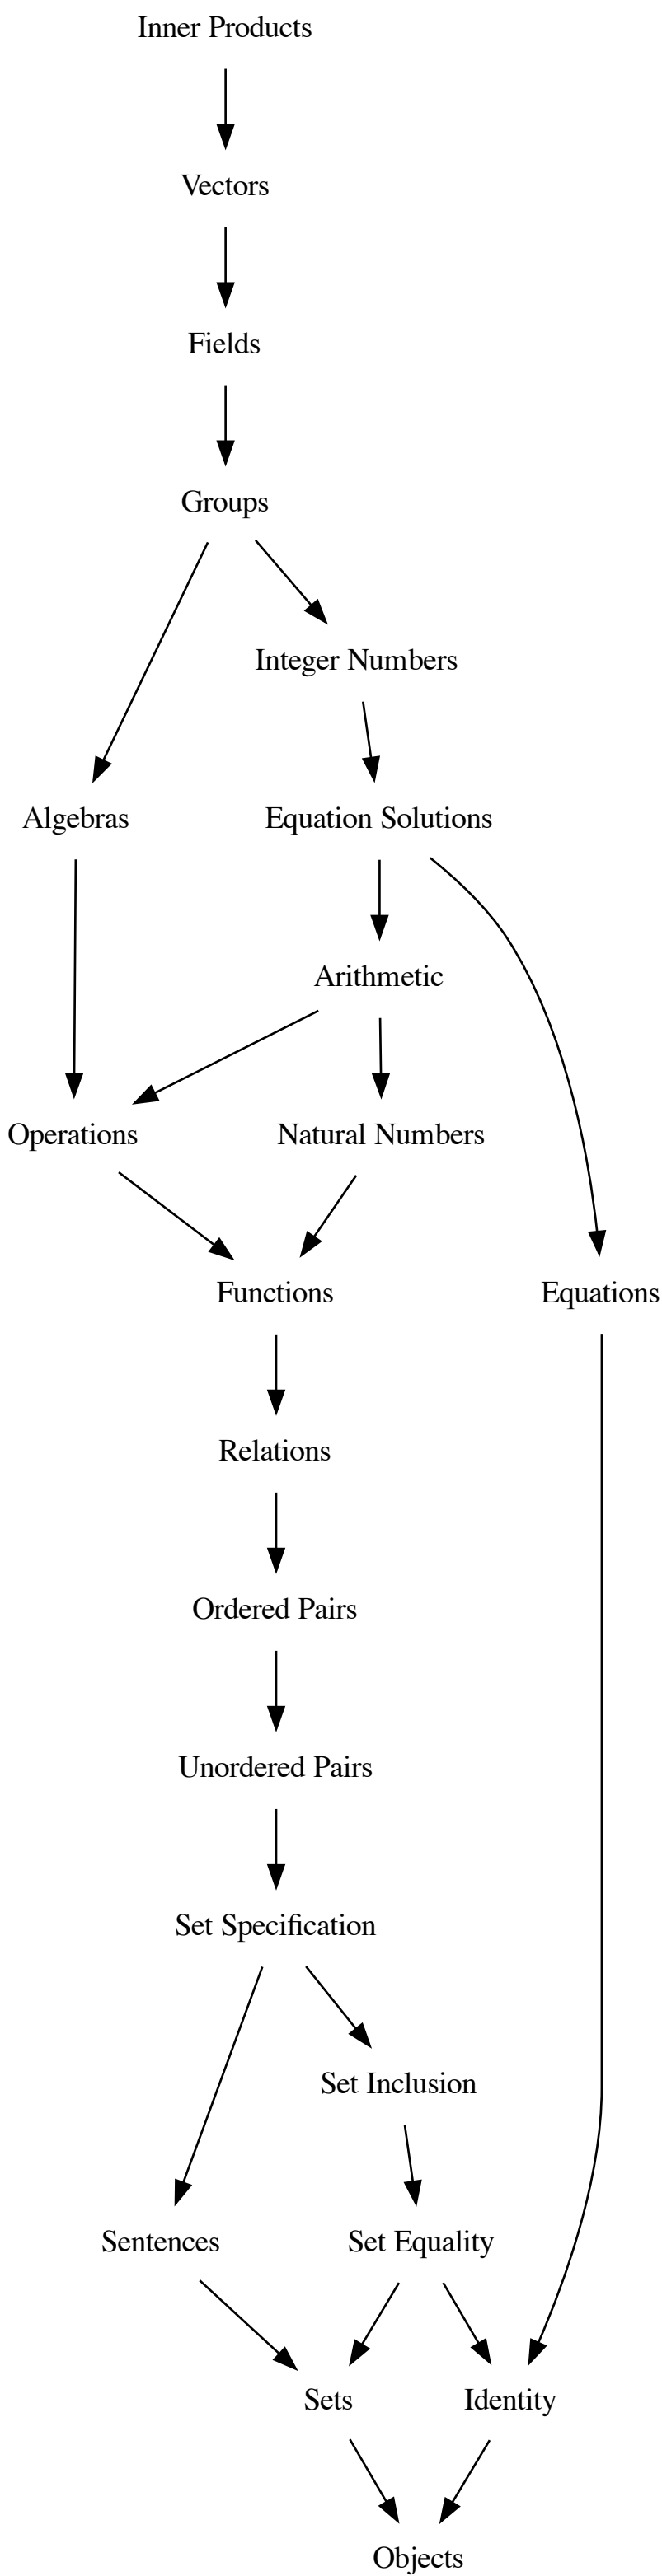 Inner Products
Vectors
Fields
Groups
Integer Numbers
Algebras
Equation Solutions
Arithmetic
Operations
Natural Numbers
Functions
Equations
Relations
Ordered Pairs
Unordered Pairs
Set Specification
Set Inclusion
Sentences
Set Equality
Sets
Identity
Objects